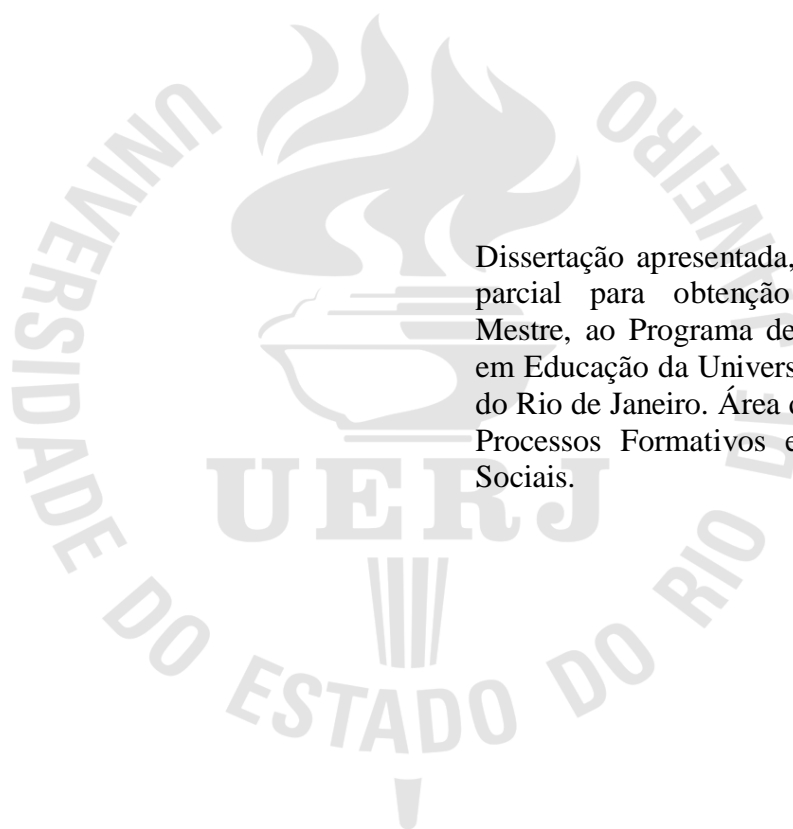 Dissertação apresentada,
parcial para obtenção
Mestre, ao Programa de
em Educação da Univers
do Rio de Janeiro. Área
Processos Formativos e
Sociais.
UERJ
UNIVERSIDADE DO ESTADO DO RIO DE